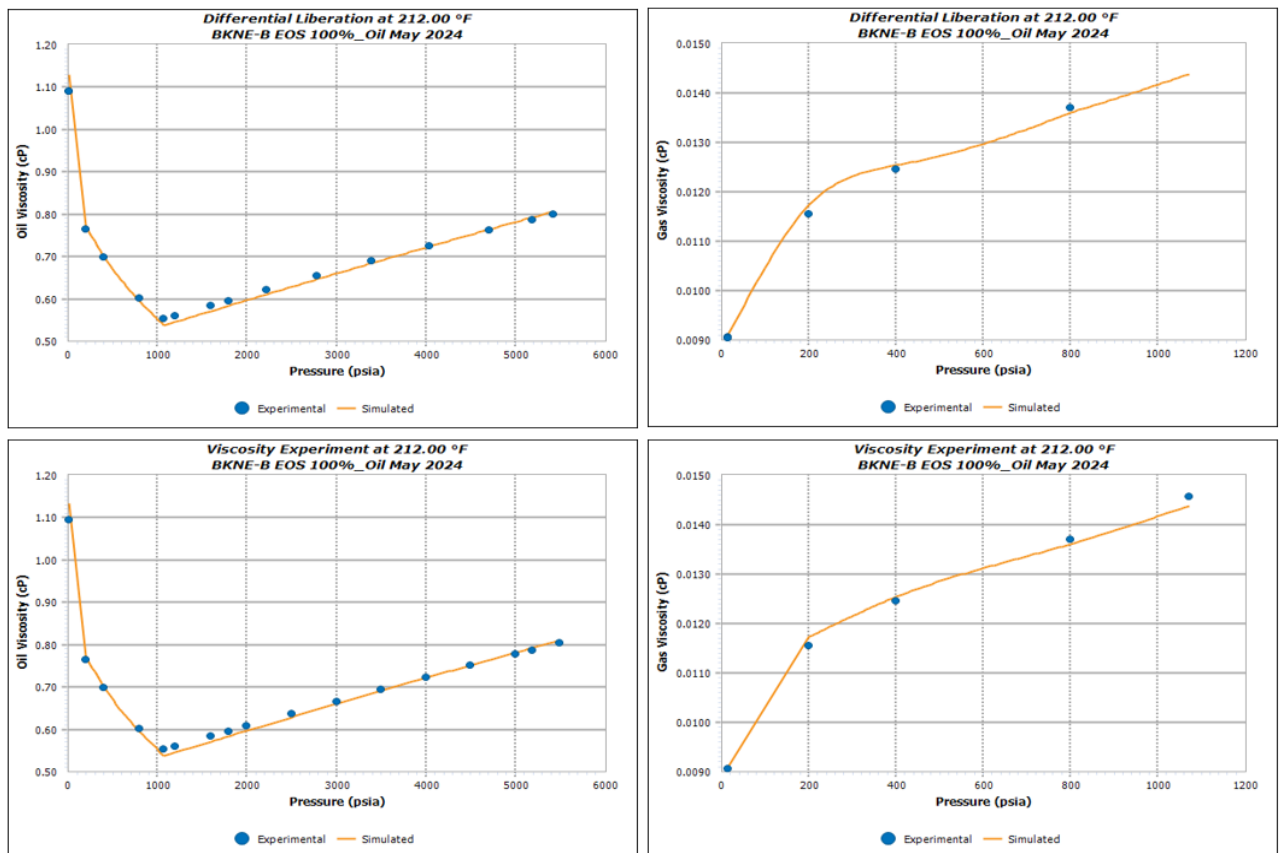 Differential Liberation at 212.00 °F
BKNE-B EOS 100%_Oil May 2024
Oil Viscosity (cP)
1.20
1.10
1.00
0.90
0.80
0.70
0.60
0.50
0 1000 2000 3000 4000 5000 6000
Pressure (psia)
Experimental Simulated
Differential Liberation at 212.00 °F
BKNE-B EOS 100%_Oil May 2024
Gas Viscosity (cP)
0.0150
0.0140
0.0130
0.0120
0.0110
0.0100
0.0090
0 200 400 600 800 1000 1200
Pressure (psia)
Experimental Simulated
Viscosity Experiment at 212.00 °F
BKNE-B EOS 100%_Oil May 2024
Oil Viscosity (cP)
1.20
1.10
1.00
0.90
0.80
0.70
0.60
0.50
0 1000 2000 3000 4000 5000 6000
Pressure (psia)
Experimental Simulated
Viscosity Experiment at 212.00 °F
BKNE-B EOS 100%_Oil May 2024
Gas Viscosity (cP)
0.0150
0.0140
0.0130
0.0120
0.0110
0.0100
0.0090
0 200 400 600 800 1000 1200
Pressure (psia)
Experimental Simulated